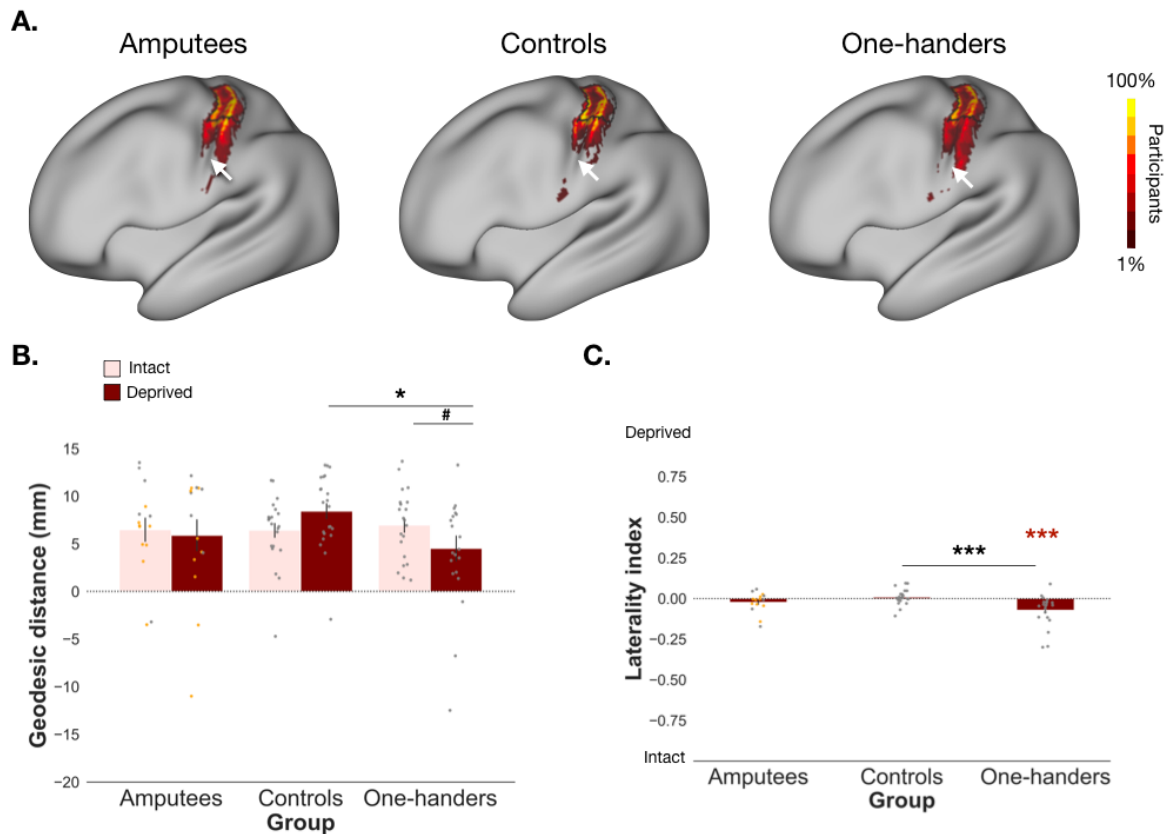 A.
Amputees
Controls
One-handers
100%
Participants
1%
B.
Intact
Deprived
*
#
15
10
5
0
−5
−10
−15
−20
Geodesic distance (mm)
Amputees
Controls
One-handers
Group
C.
Deprived
0.75
0.50
0.25
0.00
−0.25
−0.50
−0.75
Intact
Laterality index
***
***
Amputees
Controls
One-handers
Group